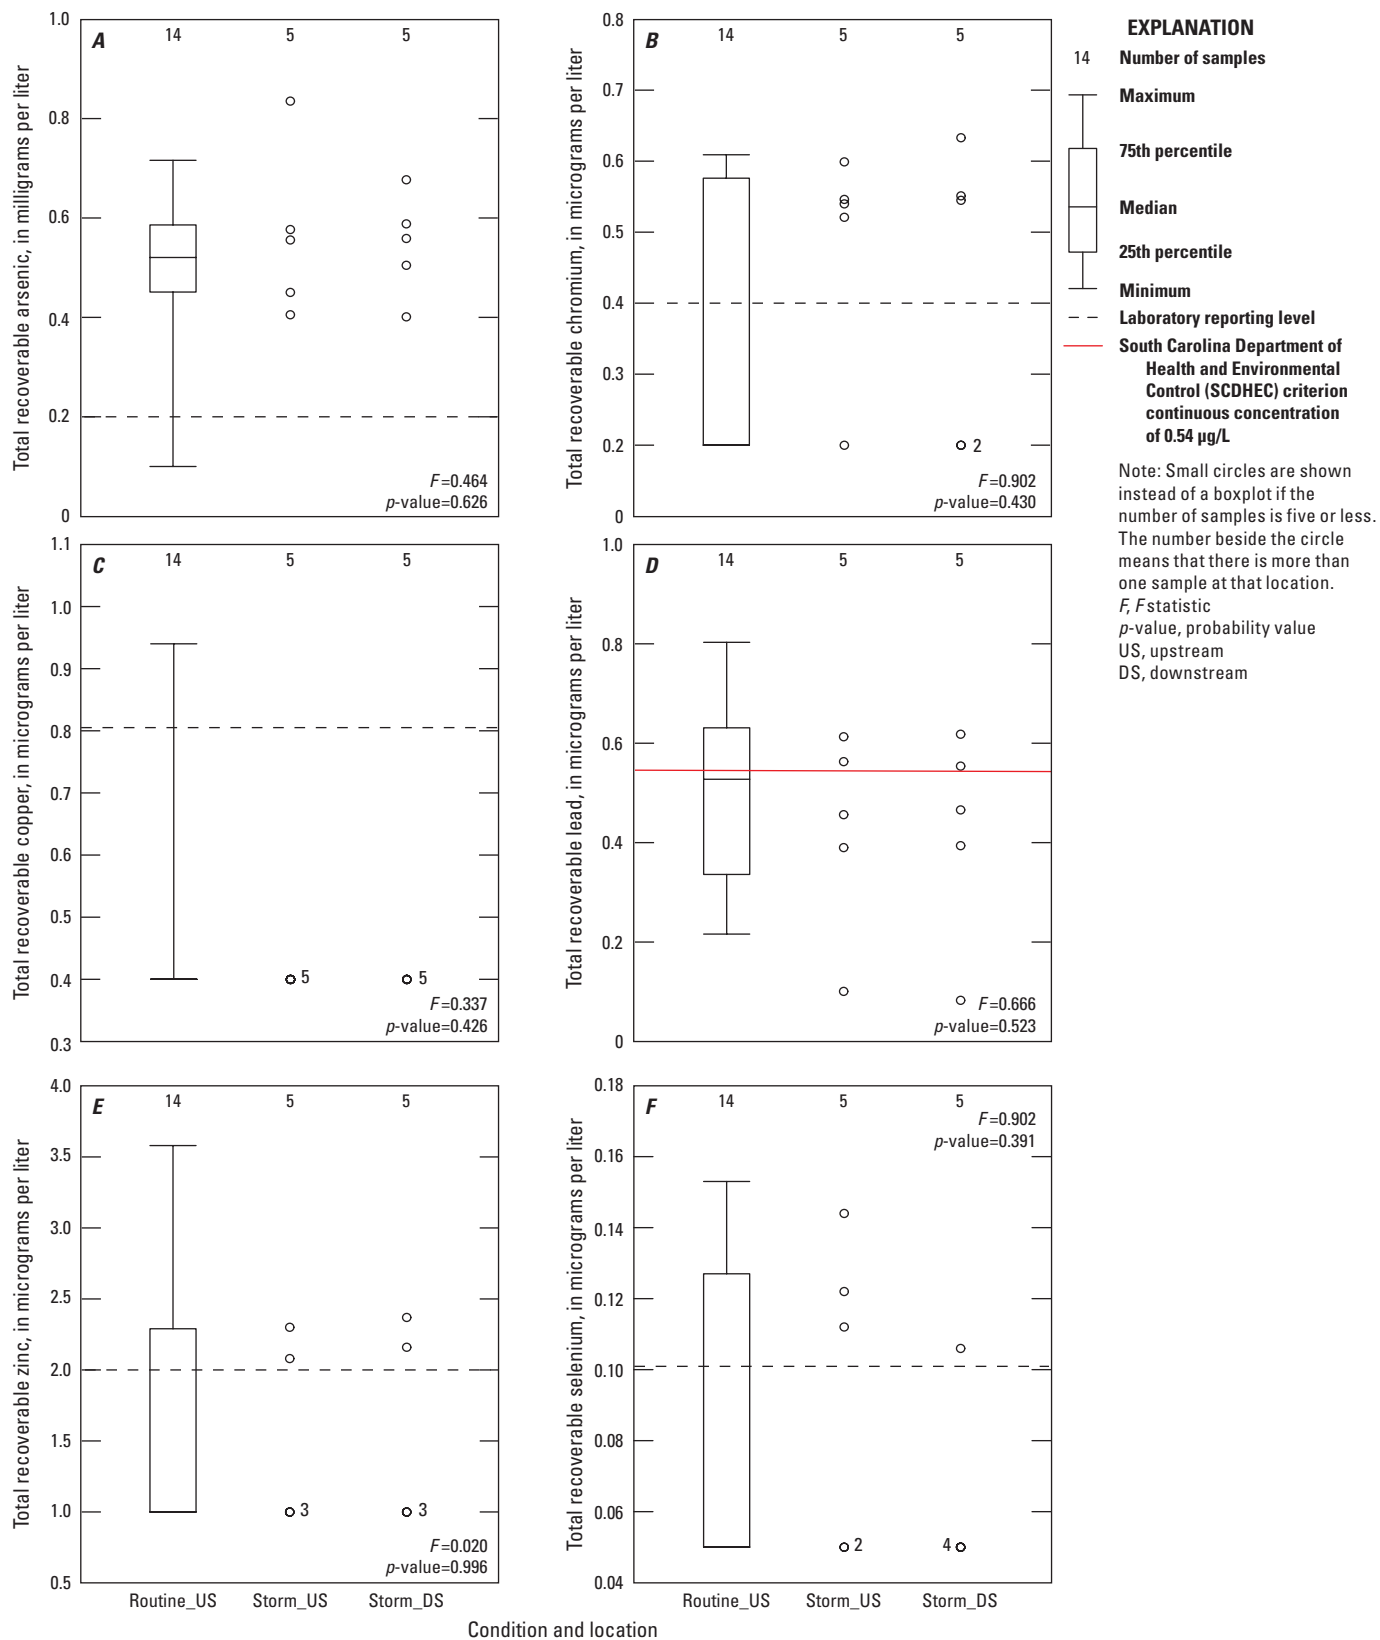 A
14
5
5
Total recoverable arsenic, in milligrams per liter
1.0
0.8
0.6
0.4
0.2
0
F=0.464
p-value=0.626
B
14
5
5
Total recoverable chromium, in micrograms per liter
0.8
0.7
0.6
0.5
0.4
0.3
0.2
0
2
F=0.902
p-value=0.430
EXPLANATION
14 Number of samples
Maximum
75th percentile
Median
25th percentile
Minimum
Laboratory reporting level
South Carolina Department of
Health and Environmental
Control (SCDHEC) criterion
continuous concentration
of 0.54 µg/L
Note: Small circles are shown
instead of a boxplot if the
number of samples is five or less.
The number beside the circle
means that there is more than
one sample at that location.
F, F statistic
p-value, probability value
US, upstream
DS, downstream
C
14
5
5
Total recoverable copper, in micrograms per liter
1.1
1.0
0.9
0.8
0.7
0.6
0.5
0.4
0.3
5
5
F=0.337
p-value=0.426
D
14
5
5
Total recoverable lead, in micrograms per liter
1.0
0.8
0.6
0.4
0.2
0
F=0.666
p-value=0.523
E
14
5
5
Total recoverable zinc, in micrograms per liter
4.0
3.5
3.0
2.5
2.0
1.5
1.0
0.5
3
3
F=0.020
p-value=0.996
Routine_US
Storm_US
Storm_DS
F
14
5
5
F=0.902
p-value=0.391
Total recoverable selenium, in micrograms per liter
0.18
0.16
0.14
0.12
0.10
0.08
0.06
0.04
2
4
Routine_US
Storm_US
Storm_DS
Condition and location